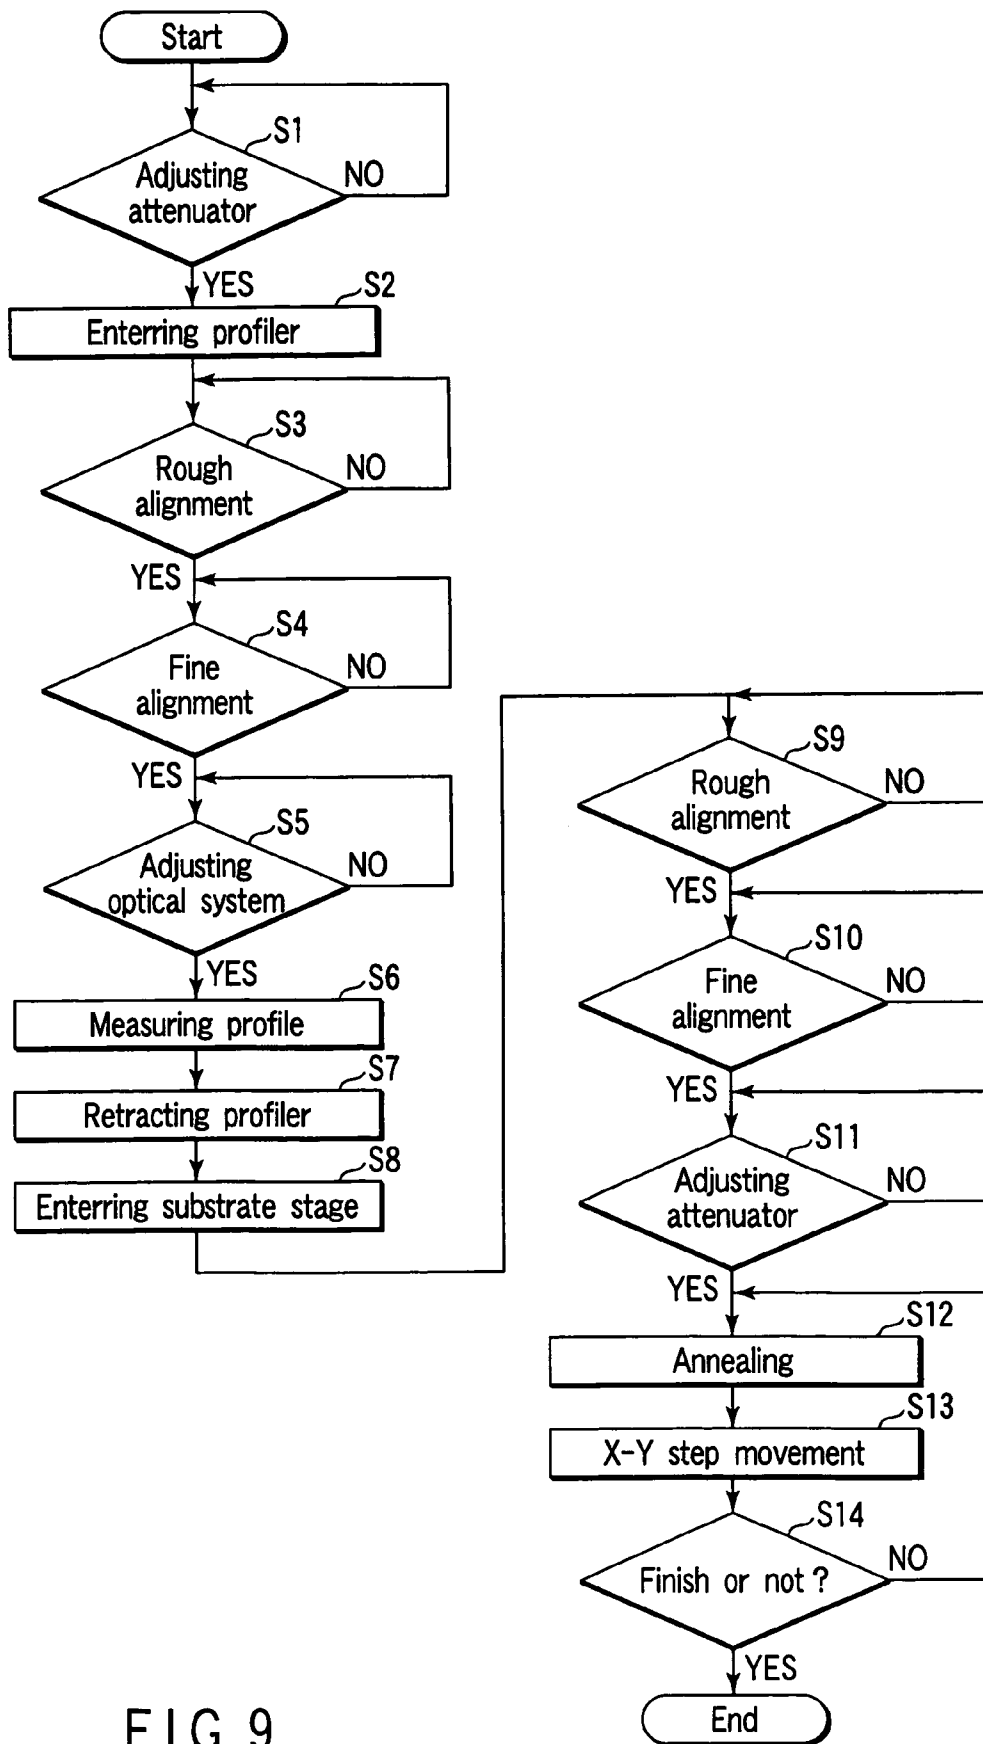 Start
S1
Adjusting
attenuator
NO
YES
S2
Enterring profiler
S3
Rough
alignment
NO
YES
S4
Fine
alignment
NO
YES
S5
Adjusting
optical system
NO
YES
S6
Measuring profile
S7
Retracting profiler
S8
Enterring substrate stage
S9
Rough
alignment
NO
YES
S10
Fine
alignment
NO
YES
S11
Adjusting
attenuator
NO
YES
S12
Annealing
S13
X-Y step movement
S14
Finish or not ?
NO
YES
End
FIG. 9